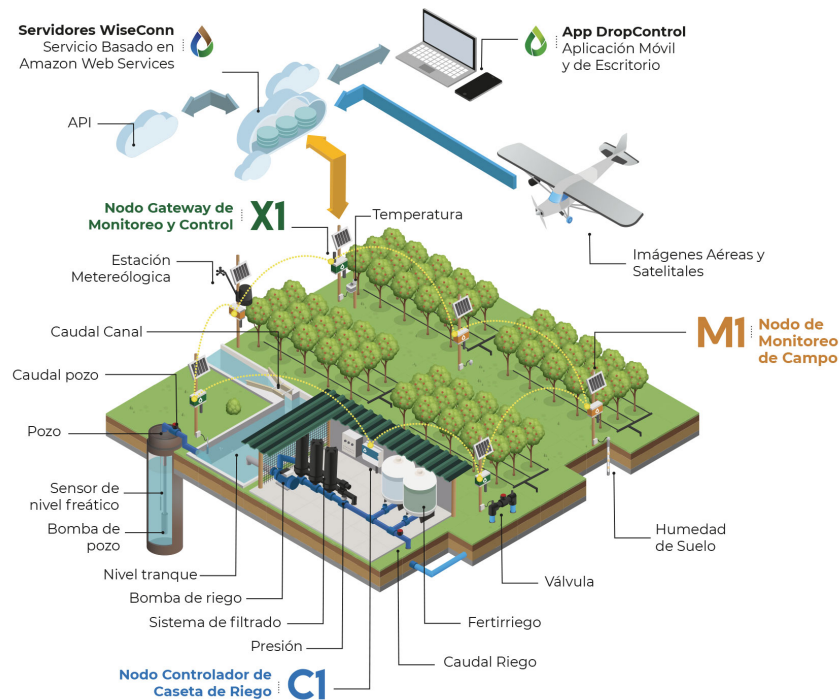 Servidores WiseConn
Servicio Basado en
Amazon Web Services
App DropControl
Aplicación Móvil
y de Escritorio
API
Nodo Gateway de
Monitoreo y Control
X1
Temperatura
Imágenes Aéreas y
Satelitales
Estación
Metereólogica
Caudal Canal
M1
Nodo de
Monitoreo
de Campo
Caudal pozo
Pozo
Sensor de
nivel freático
Bomba de
pozo
Humedad
de Suelo
Nivel tranque
Válvula
Bomba de riego
Sistema de filtrado
Fertirriego
Presión
Caudal Riego
Nodo Controlador de
Caseta de Riego
C1